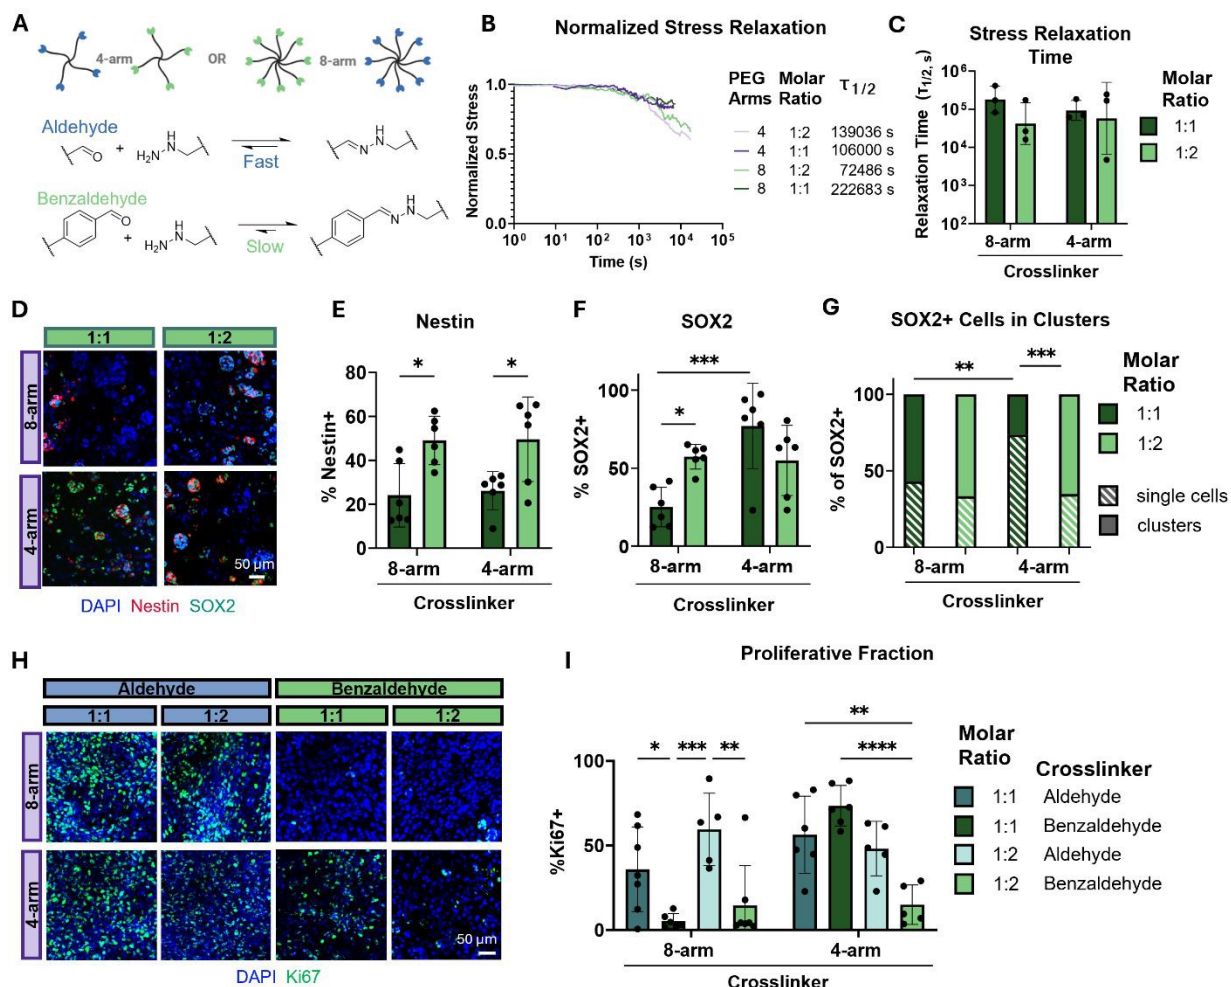 A
4-arm
OR
8-arm
Aldehyde
O
+
H
H2N
N
Fast
N
H
N
Benzaldehyde
O
+
H
H2N
N
Slow
N
H
N
B
Normalized Stress Relaxation
Normalized Stress
1.0
0.5
0.0
10^0 10^1 10^2 10^3 10^4 10^5
Time (s)
PEG Molar τ1/2
Arms Ratio
4 1:2 139036 s
4 1:1 106000 s
8 1:2 72486 s
8 1:1 222683 s
C
Stress Relaxation
Time
Relaxation Time (τ1/2, s)
10^6
10^5
10^4
10^3
10^2
8-arm 4-arm
Crosslinker
Molar
Ratio
1:1
1:2
D
1:1 1:2
8-arm
4-arm
50 µm
DAPI Nestin SOX2
E
Nestin
% Nestin+
80
60
40
20
0
* *
8-arm 4-arm
Crosslinker
F
SOX2
% SOX2+
100
50
0
***
*
8-arm 4-arm
Crosslinker
G
SOX2+ Cells in Clusters
% of SOX2+
100
50
0
** ***
8-arm 4-arm
Crosslinker
Molar
Ratio
1:1
1:2
single cells
clusters
H
Aldehyde Benzaldehyde
1:1 1:2 1:1 1:2
8-arm
4-arm
50 µm
DAPI Ki67
I
Proliferative Fraction
%Ki67+
100
50
0
* *** **
**
****
8-arm 4-arm
Crosslinker
Molar
Ratio Crosslinker
1:1 Aldehyde
1:1 Benzaldehyde
1:2 Aldehyde
1:2 Benzaldehyde